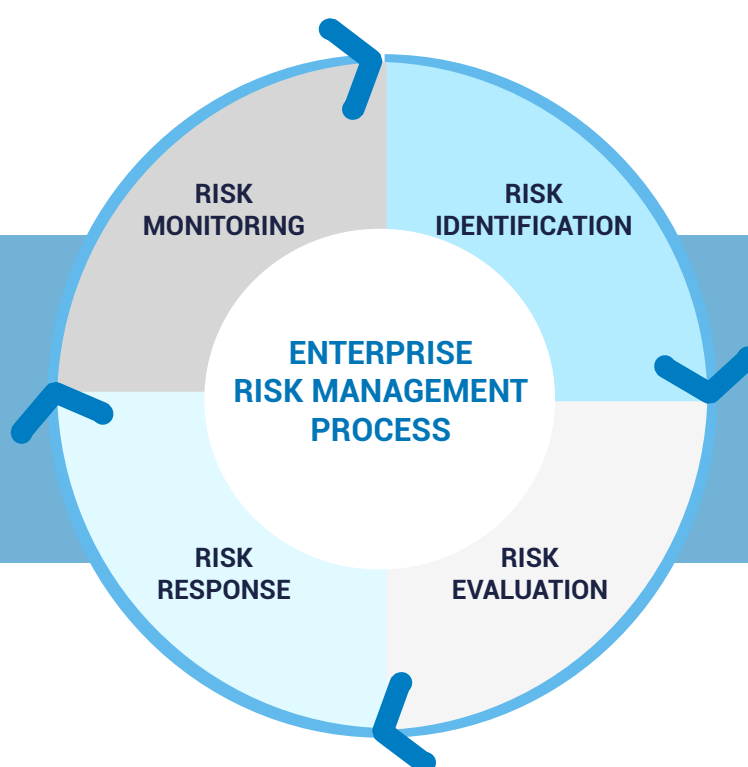 RISK
MONITORING
RISK
IDENTIFICATION
ENTERPRISE
RISK MANAGEMENT
PROCESS
RISK
RESPONSE
RISK
EVALUATION